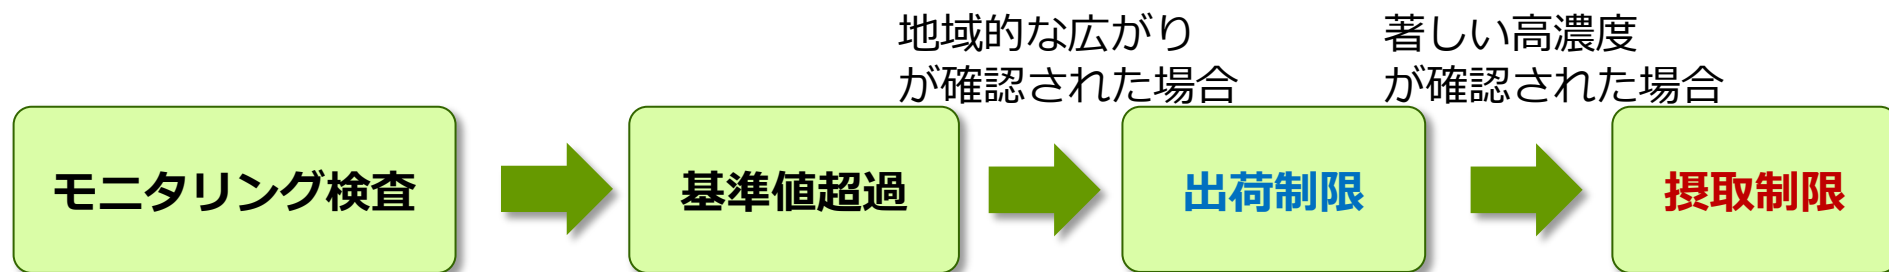 地域的な広がり
が確認された場合
著しい高濃度
が確認された場合
モニタリング検査
基準値超過
出荷制限
摂取制限